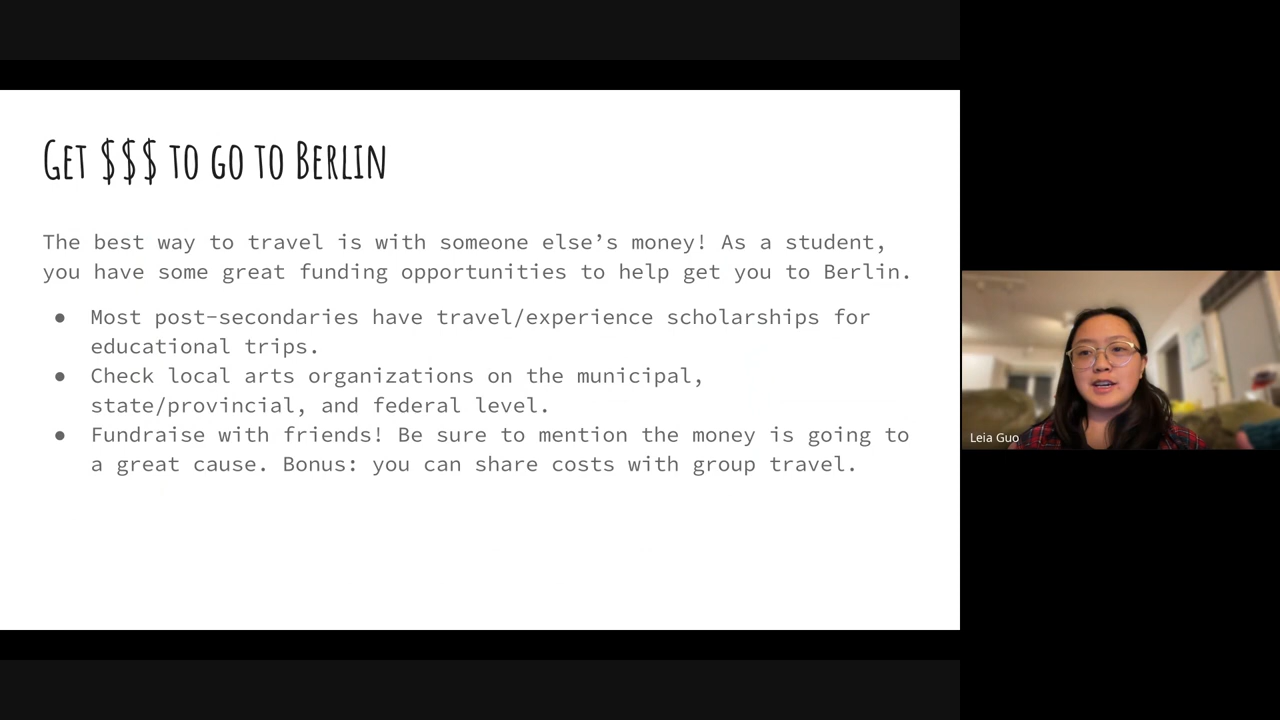 Get $$$ to go to Berlin
The best way to travel is with someone else’s money! As a student,
you have some great funding opportunities to help get you to Berlin.
● Most post-secondaries have travel/experience scholarships for
educational trips.
● Check local arts organizations on the municipal,
state/provincial, and federal level.
● Fundraise with friends! Be sure to mention the money is going to
a great cause. Bonus: you can share costs with group travel.
Leia Guo